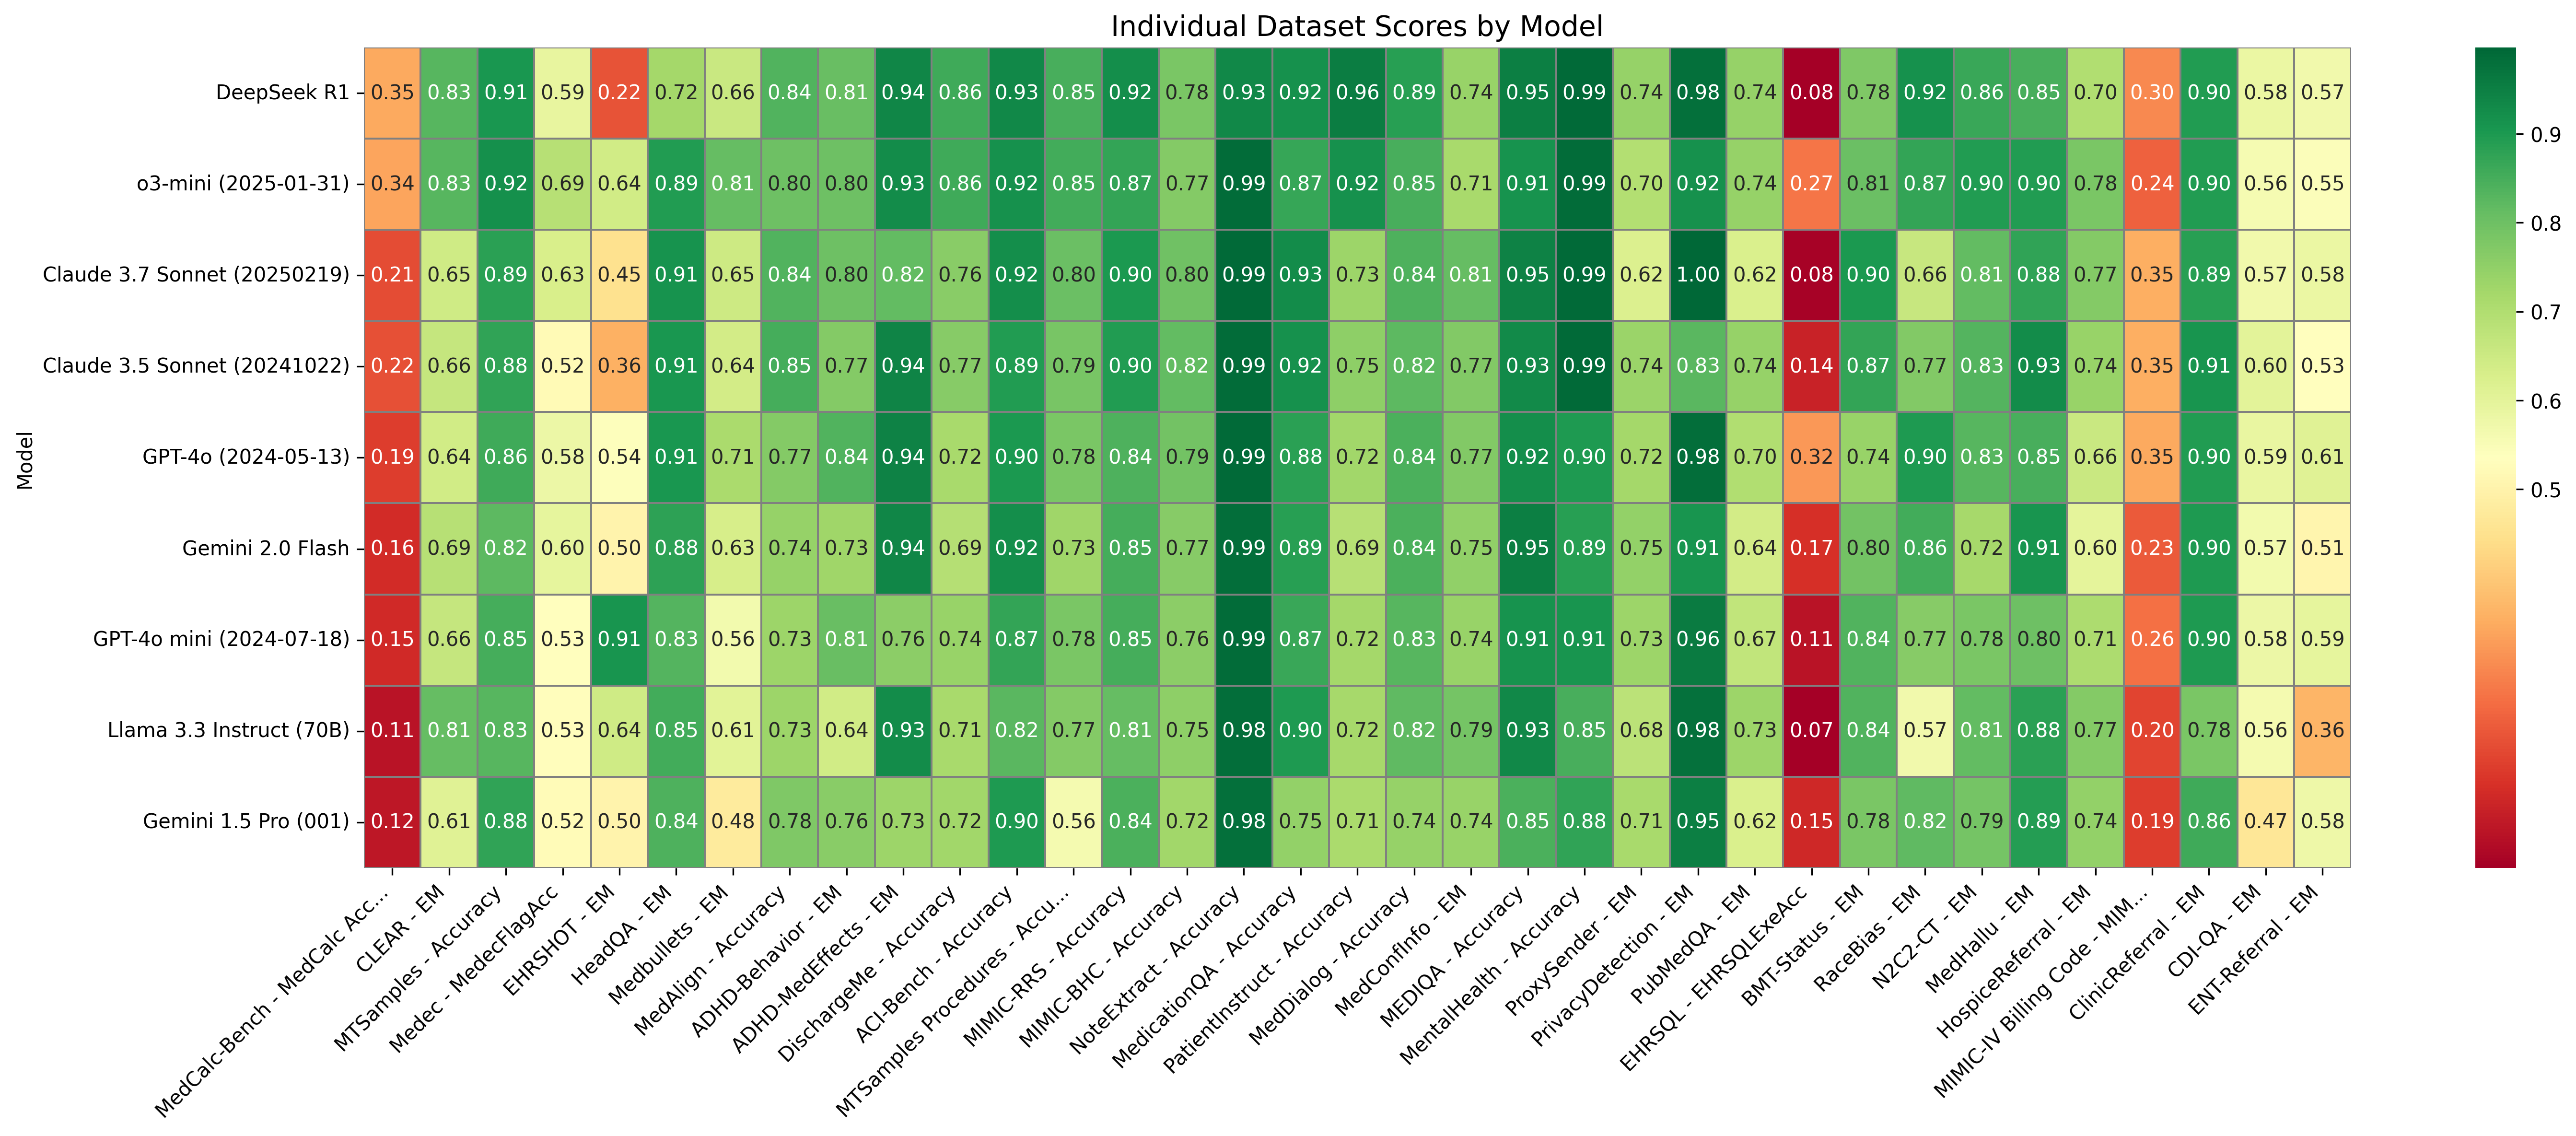 Individual Dataset Scores by Model
Model
DeepSeek R1 0.35 0.83 0.91 0.59 0.22 0.72 0.66 0.84 0.81 0.94 0.86 0.93 0.85 0.92 0.78 0.93 0.92 0.96 0.89 0.74 0.95 0.99 0.74 0.98 0.74 0.08 0.78 0.92 0.86 0.85 0.70 0.30 0.90 0.58 0.57
o3-mini (2025-01-31) 0.34 0.83 0.92 0.69 0.64 0.89 0.81 0.80 0.80 0.93 0.86 0.92 0.85 0.87 0.77 0.99 0.87 0.92 0.85 0.71 0.91 0.99 0.70 0.92 0.74 0.27 0.81 0.87 0.90 0.90 0.78 0.24 0.90 0.56 0.55
Claude 3.7 Sonnet (20250219) 0.21 0.65 0.89 0.63 0.45 0.91 0.65 0.84 0.80 0.82 0.76 0.92 0.80 0.90 0.80 0.99 0.93 0.73 0.84 0.81 0.95 0.99 0.62 1.00 0.62 0.08 0.90 0.66 0.81 0.88 0.77 0.35 0.89 0.57 0.58
Claude 3.5 Sonnet (20241022) 0.22 0.66 0.88 0.52 0.36 0.91 0.64 0.85 0.77 0.94 0.77 0.89 0.79 0.90 0.82 0.99 0.92 0.75 0.82 0.77 0.93 0.99 0.74 0.83 0.74 0.14 0.87 0.77 0.83 0.93 0.74 0.35 0.91 0.60 0.53
GPT-4o (2024-05-13) 0.19 0.64 0.86 0.58 0.54 0.91 0.71 0.77 0.84 0.94 0.72 0.90 0.78 0.84 0.79 0.99 0.88 0.72 0.84 0.77 0.92 0.90 0.72 0.98 0.70 0.32 0.74 0.90 0.83 0.85 0.66 0.35 0.90 0.59 0.61
Gemini 2.0 Flash 0.16 0.69 0.82 0.60 0.50 0.88 0.63 0.74 0.73 0.94 0.69 0.92 0.73 0.85 0.77 0.99 0.89 0.69 0.84 0.75 0.95 0.89 0.75 0.91 0.64 0.17 0.80 0.86 0.72 0.91 0.60 0.23 0.90 0.57 0.51
GPT-4o mini (2024-07-18) 0.15 0.66 0.85 0.53 0.91 0.83 0.56 0.73 0.81 0.76 0.74 0.87 0.78 0.85 0.76 0.99 0.87 0.72 0.83 0.74 0.91 0.91 0.73 0.96 0.67 0.11 0.84 0.77 0.78 0.80 0.71 0.26 0.90 0.58 0.59
Llama 3.3 Instruct (70B) 0.11 0.81 0.83 0.53 0.64 0.85 0.61 0.73 0.64 0.93 0.71 0.82 0.77 0.81 0.75 0.98 0.90 0.72 0.82 0.79 0.93 0.85 0.68 0.98 0.73 0.07 0.84 0.57 0.81 0.88 0.77 0.20 0.78 0.56 0.36
Gemini 1.5 Pro (001) 0.12 0.61 0.88 0.52 0.50 0.84 0.48 0.78 0.76 0.73 0.72 0.90 0.56 0.84 0.72 0.98 0.75 0.71 0.74 0.74 0.85 0.88 0.71 0.95 0.62 0.15 0.78 0.82 0.79 0.89 0.74 0.19 0.86 0.47 0.58
MedCalc-Bench - MedCalc Acc...
CLEAR - EM
MTSamples - Accuracy
Medec - MedecFlagAcc
EHRSHOT - EM
HeadQA - EM
Medbullets - EM
MedAlign - Accuracy
ADHD-Behavior - EM
ADHD-MedEffects - EM
DischargeMe - Accuracy
ACI-Bench - Accuracy
MTSamples Procedures - Accu...
MIMIC-RRS - Accuracy
MIMIC-BHC - Accuracy
NoteExtract - Accuracy
MedicationQA - Accuracy
PatientInstruct - Accuracy
MedDialog - Accuracy
MedConfInfo - EM
MEDIQA - Accuracy
MentalHealth - Accuracy
ProxySender - EM
PrivacyDetection - EM
PubMedQA - EM
EHRSQL - EHRSQLExeAcc
BMT-Status - EM
RaceBias - EM
N2C2-CT - EM
MedHallu - EM
HospiceReferral - EM
MIMIC-IV Billing Code - MIM...
ClinicReferral - EM
CDI-QA - EM
ENT-Referral - EM
0.9
0.8
0.7
0.6
0.5